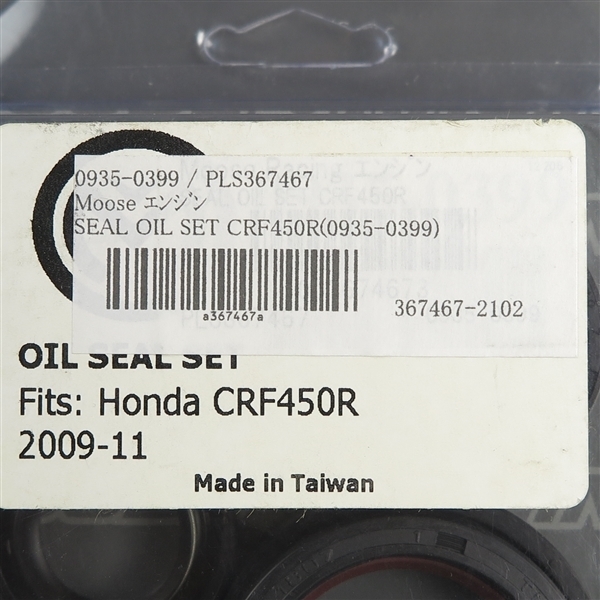 0935-0399 / PLS367467
Moose ｴﾝｼﾞﾝ
SEAL OIL SET CRF450R(0935-0399)
a367467a
367467-2102
OIL SEAL SET
Fits: Honda CRF450R
2009-11
Made in Taiwan